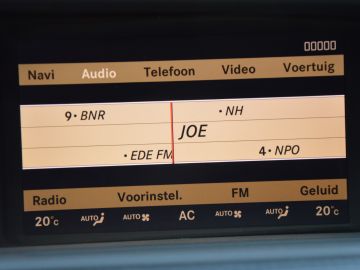 00000
Navi Audio Telefoon Video Voertuig
9•BNR •NH
JOE
•EDE FM 4•NPO
Radio Voorinstel. FM Geluid
20°C AUTO AUTO AC AUTO AUTO 20°C